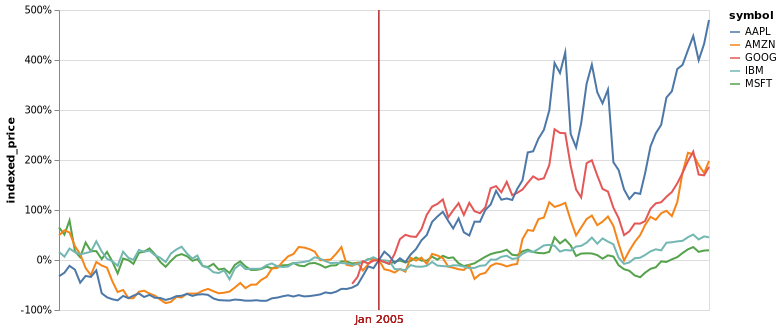 500%
400%
300%
200%
100%
0%
-100%
indexed_price
Jan 2005
symbol
AAPL
AMZN
GOOG
IBM
MSFT